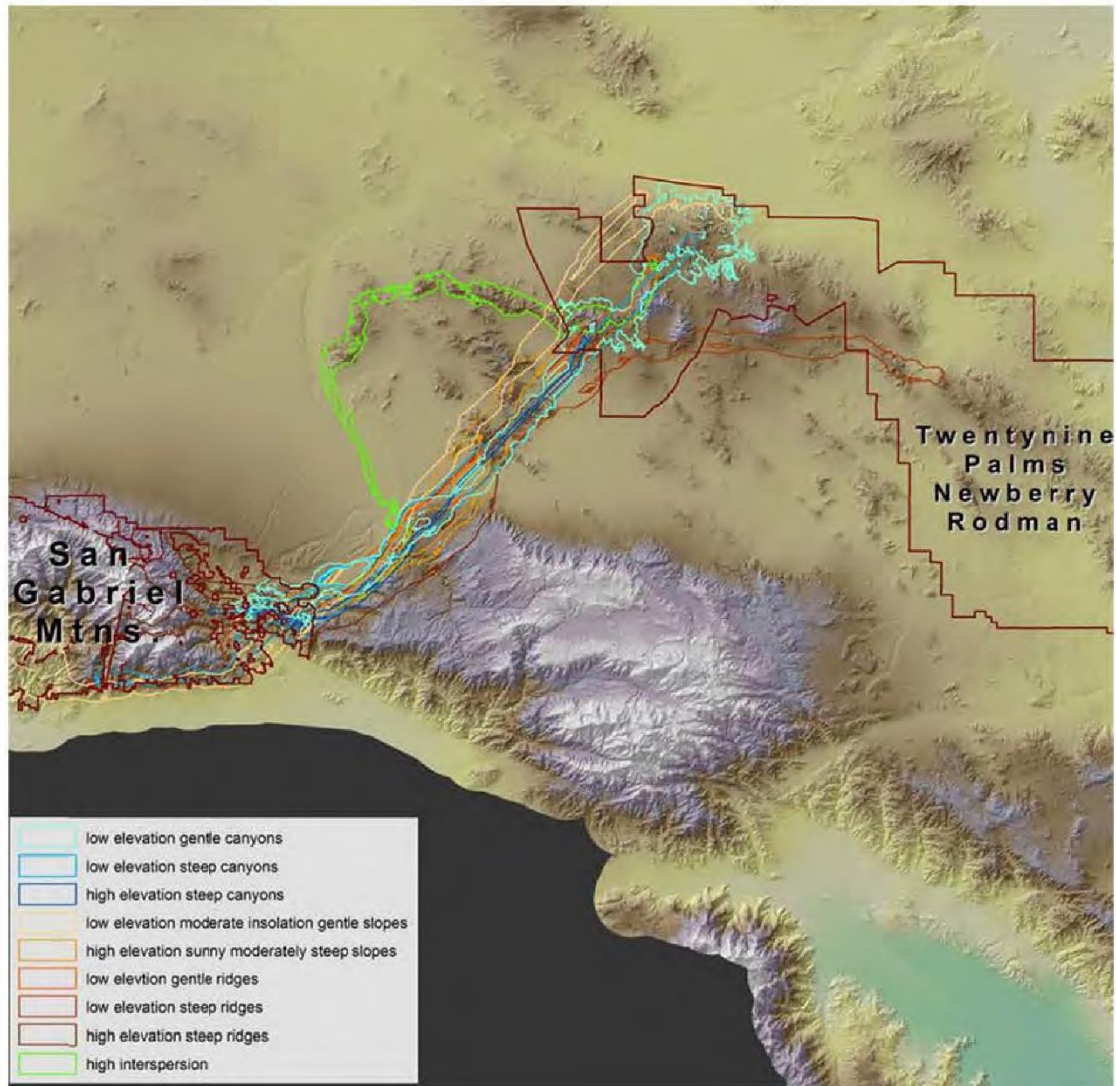 Twentynine
Palms
Newberry
Rodman
San
Gabriel
Mtns.
low elevation gentle canyons
low elevation steep canyons
high elevation steep canyons
low elevation moderate insolation gentle slopes
high elevation sunny moderately steep slopes
low elevtion gentle ridges
low elevation steep ridges
high elevation steep ridges
high interspersion